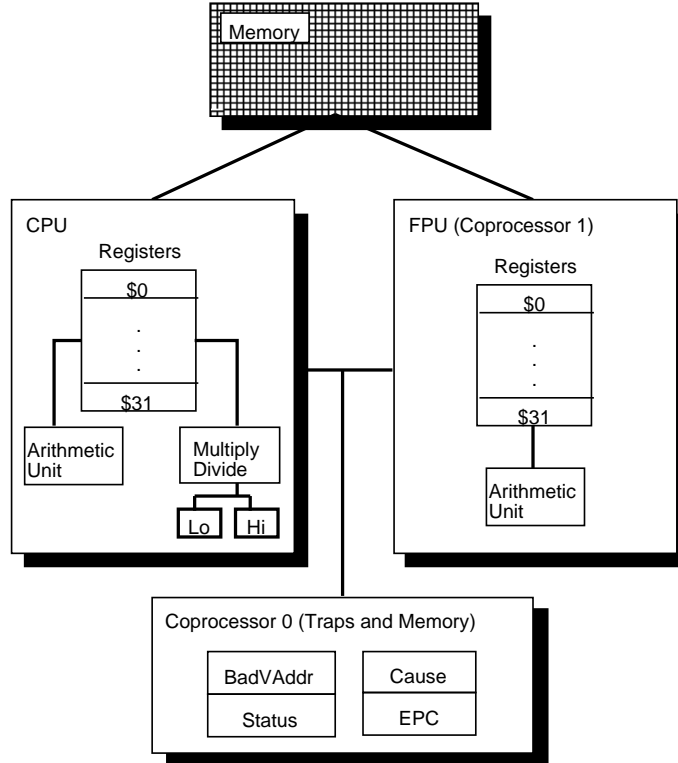 Memory
CPU
Registers
$0
.
.
.
$31
Arithmetic
Unit
Multiply
Divide
Lo
Hi
FPU (Coprocessor 1)
Registers
$0
.
.
.
$31
Arithmetic
Unit
Coprocessor 0 (Traps and Memory)
BadVAddr
Status
Cause
EPC